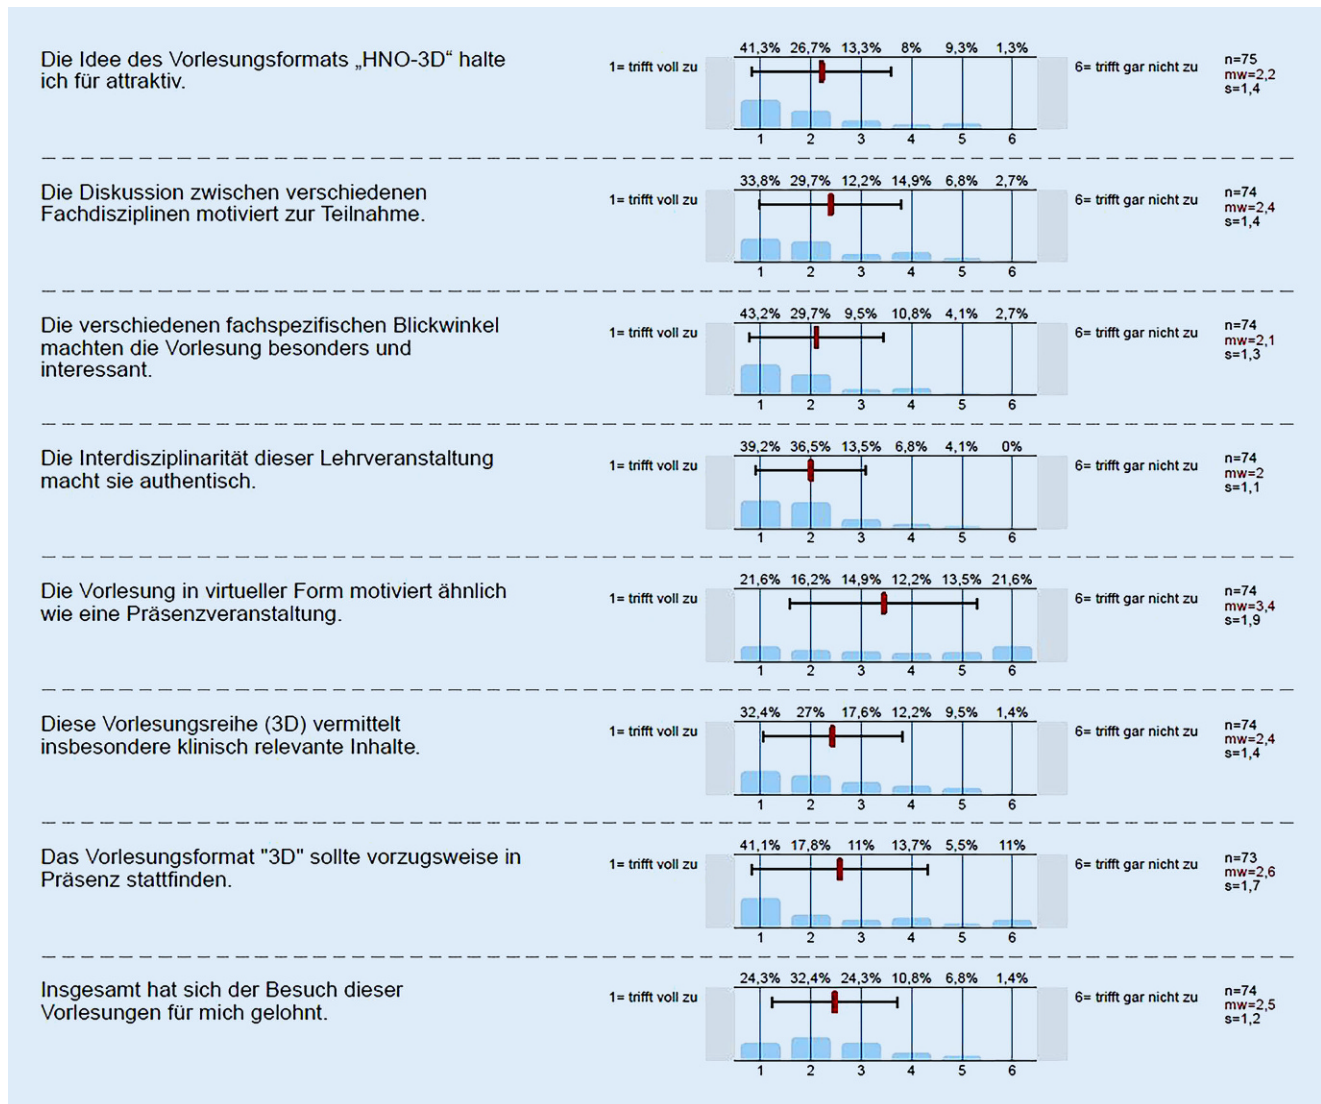 Die Idee des Vorlesungsformats „HNO-3D“ halte
ich für attraktiv.
1= trifft voll zu
41,3% 26,7% 13,3% 8% 9,3% 1,3%
1 2 3 4 5 6
6= trifft gar nicht zu
n=75
mw=2,2
s=1,4
Die Diskussion zwischen verschiedenen
Fachdisziplinen motiviert zur Teilnahme.
1= trifft voll zu
33,8% 29,7% 12,2% 14,9% 6,8% 2,7%
1 2 3 4 5 6
6= trifft gar nicht zu
n=74
mw=2,4
s=1,4
Die verschiedenen fachspezifischen Blickwinkel
machten die Vorlesung besonders und
interessant.
1= trifft voll zu
43,2% 29,7% 9,5% 10,8% 4,1% 2,7%
1 2 3 4 5 6
6= trifft gar nicht zu
n=74
mw=2,1
s=1,3
Die Interdisziplinarität dieser Lehrveranstaltung
macht sie authentisch.
1= trifft voll zu
39,2% 36,5% 13,5% 6,8% 4,1% 0%
1 2 3 4 5 6
6= trifft gar nicht zu
n=74
mw=2
s=1,1
Die Vorlesung in virtueller Form motiviert ähnlich
wie eine Präsenzveranstaltung.
1= trifft voll zu
21,6% 16,2% 14,9% 12,2% 13,5% 21,6%
1 2 3 4 5 6
6= trifft gar nicht zu
n=74
mw=3,4
s=1,9
Diese Vorlesungsreihe (3D) vermittelt
insbesondere klinisch relevante Inhalte.
1= trifft voll zu
32,4% 27% 17,6% 12,2% 9,5% 1,4%
1 2 3 4 5 6
6= trifft gar nicht zu
n=74
mw=2,4
s=1,4
Das Vorlesungsformat "3D" sollte vorzugsweise in
Präsenz stattfinden.
1= trifft voll zu
41,1% 17,8% 11% 13,7% 5,5% 11%
1 2 3 4 5 6
6= trifft gar nicht zu
n=73
mw=2,6
s=1,7
Insgesamt hat sich der Besuch dieser
Vorlesungen für mich gelohnt.
1= trifft voll zu
24,3% 32,4% 24,3% 10,8% 6,8% 1,4%
1 2 3 4 5 6
6= trifft gar nicht zu
n=74
mw=2,5
s=1,2